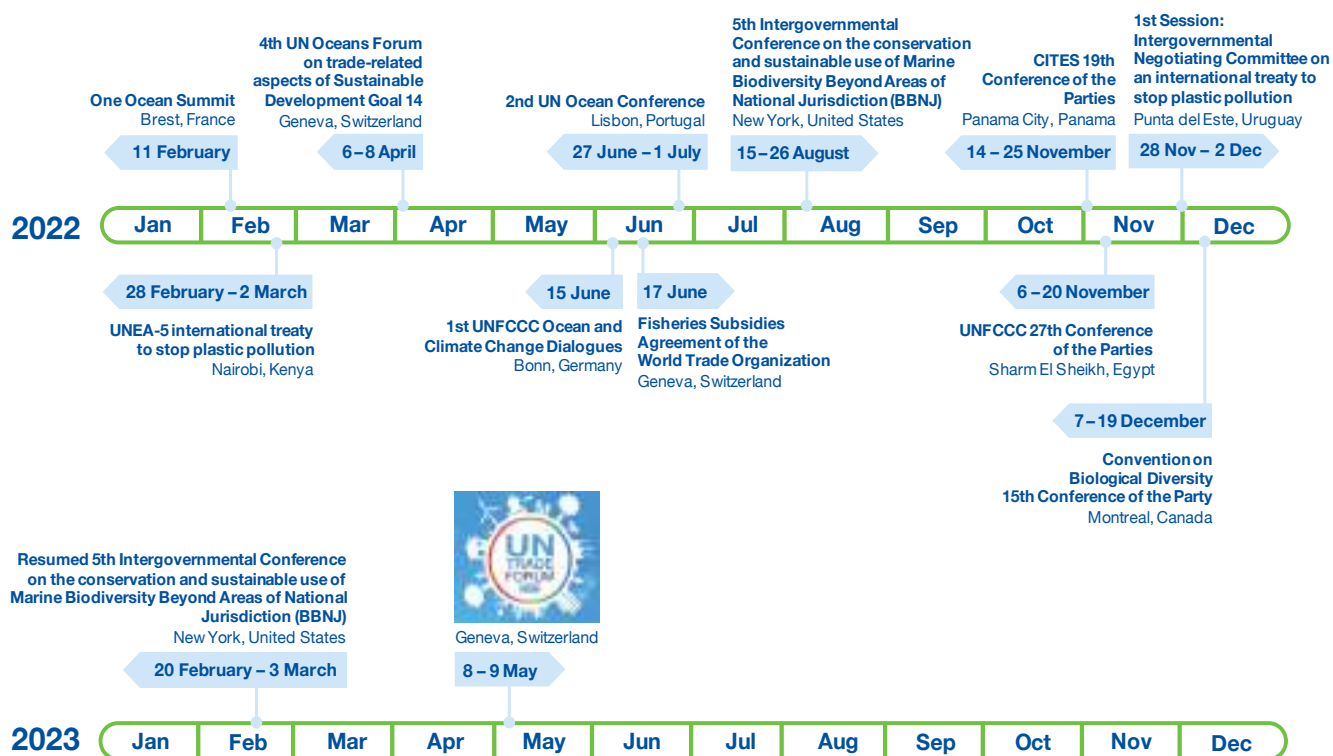 One Ocean Summit
Brest, France
11 February
4th UN Oceans Forum
on trade-related
aspects of Sustainable
Development Goal 14
Geneva, Switzerland
6–8 April
2nd UN Ocean Conference
Lisbon, Portugal
27 June – 1 July
5th Intergovernmental
Conference on the conservation
and sustainable use of Marine
Biodiversity Beyond Areas of
National Jurisdiction (BBNJ)
New York, United States
15–26 August
CITES 19th
Conference of the
Parties
Panama City, Panama
14 – 25 November
1st Session:
Intergovernmental
Negotiating Committee on
an international treaty to
stop plastic pollution
Punta del Este, Uruguay
28 Nov – 2 Dec
2022 Jan Feb Mar Apr May Jun Jul Aug Sep Oct Nov Dec
28 February – 2 March
UNEA-5 international treaty
to stop plastic pollution
Nairobi, Kenya
15 June
1st UNFCCC Ocean and
Climate Change Dialogues
Bonn, Germany
17 June
Fisheries Subsidies
Agreement of the
World Trade Organization
Geneva, Switzerland
6 – 20 November
UNFCCC 27th Conference
of the Parties
Sharm El Sheikh, Egypt
7 – 19 December
Convention on
Biological Diversity
15th Conference of the Party
Montreal, Canada
Resumed 5th Intergovernmental Conference
on the conservation and sustainable use of
Marine Biodiversity Beyond Areas of National
Jurisdiction (BBNJ)
New York, United States
20 February – 3 March
UN
TRADE
FORUM
Geneva, Switzerland
8 – 9 May
2023 Jan Feb Mar Apr May Jun Jul Aug Sep Oct Nov Dec